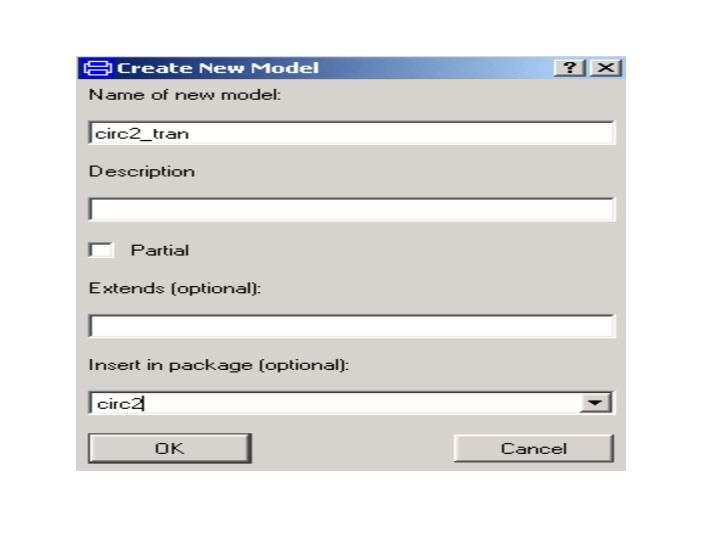 Create New Model
Name of new model:
circ2_tran
Description
Partial
Extends (optional):
Insert in package (optional):
circ2
OK Cancel